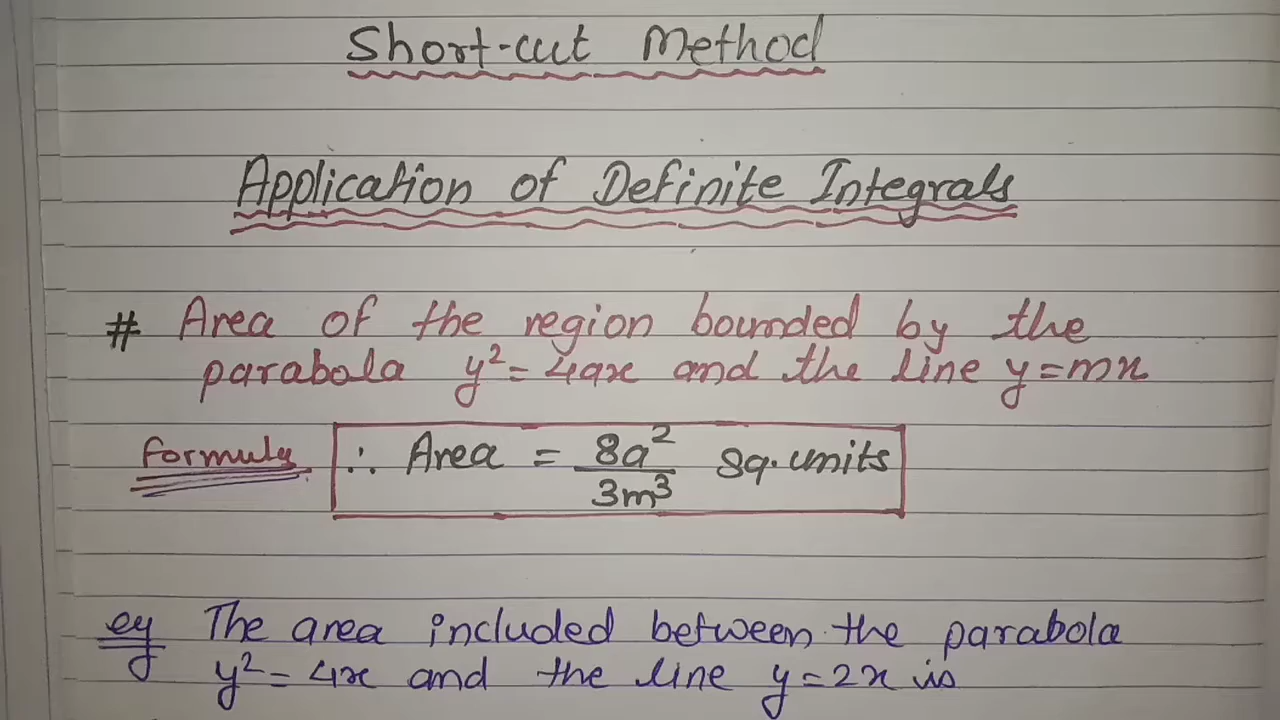 Short-cut Method
Application of Definite Integrals
# Area of the region bounded by the
parabola y² = 4ax and the line y = mx
Formula ∴ Area = 8a²/3m³ sq. units
eg The area included between the parabola
y² = 4x and the line y = 2x is